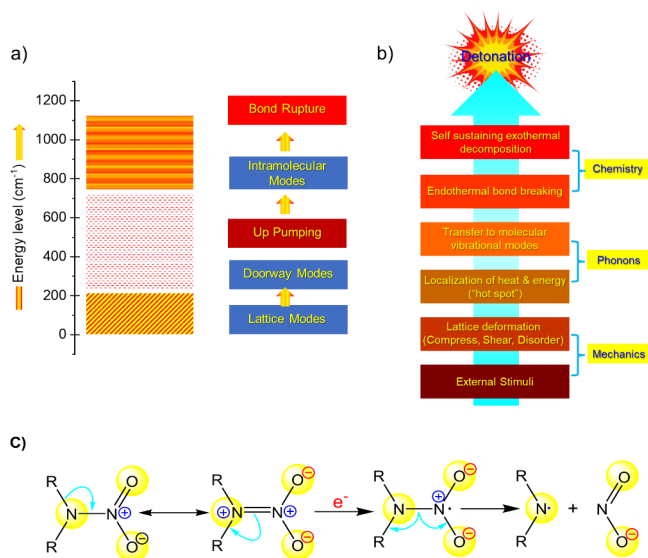 a)
Energy level (cm⁻¹)
1200
1000
800
600
400
200
0
Bond Rupture
Intramolecular
Modes
Up Pumping
Doorway Modes
Lattice Modes
b)
Detonation
Self sustaining exothermal
decomposition
Endothermal bond breaking
Chemistry
Transfer to molecular
vibrational modes
Localization of heat & energy
("hot spot")
Phonons
Lattice deformation
(Compress, Shear, Disorder)
External Stimuli
Mechanics
c)
R
N
R
N
⊕
O
O
⊖
R
⊕
N
R
N
⊕
O
⊖
O
⊖
e⁻
R
N
R
⊕
N·
O
⊖
O
⊖
R
N·
R
+
O
N
O
⊖